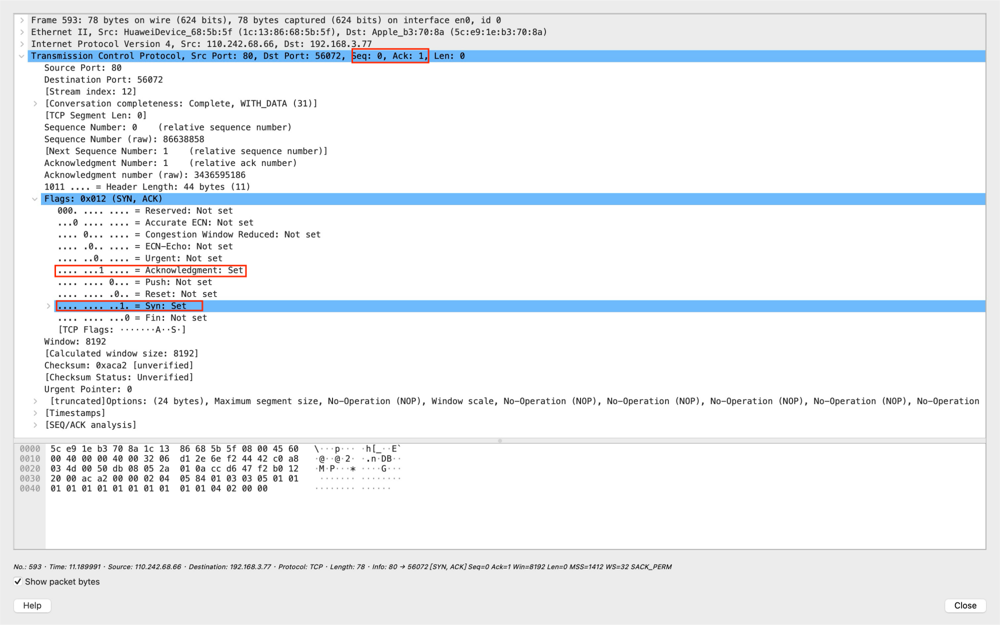 Frame 593: 78 bytes on wire (624 bits), 78 bytes captured (624 bits) on interface en0, id 0
Ethernet II, Src: HuaweiDevice_68:5b:5f (1c:13:86:68:5b:5f), Dst: Apple_b3:70:8a (5c:e9:1e:b3:70:8a)
Internet Protocol Version 4, Src: 110.242.68.66, Dst: 192.168.3.77
Transmission Control Protocol, Src Port: 80, Dst Port: 56072, Seq: 0, Ack: 1, Len: 0
Source Port: 80
Destination Port: 56072
[Stream index: 12]
[Conversation completeness: Complete, WITH_DATA (31)]
[TCP Segment Len: 0]
Sequence Number: 0    (relative sequence number)
Sequence Number (raw): 86638858
[Next Sequence Number: 1    (relative sequence number)]
Acknowledgment Number: 1    (relative ack number)
Acknowledgment number (raw): 3436595186
1011 .... = Header Length: 44 bytes (11)
Flags: 0x012 (SYN, ACK)
000. .... .... = Reserved: Not set
...0 .... .... = Accurate ECN: Not set
.... 0... .... = Congestion Window Reduced: Not set
.... .0.. .... = ECN-Echo: Not set
.... ..0. .... = Urgent: Not set
.... ...1 .... = Acknowledgment: Set
.... .... 0... = Push: Not set
.... .... .0.. = Reset: Not set
.... .... ..1. = Syn: Set
.... .... ...0 = Fin: Not set
[TCP Flags: ·······A··S·]
Window: 8192
[Calculated window size: 8192]
Checksum: 0xaca2 [unverified]
[Checksum Status: Unverified]
Urgent Pointer: 0
[truncated]Options: (24 bytes), Maximum segment size, No-Operation (NOP), Window scale, No-Operation (NOP), No-Operation (NOP), No-Operation (NOP), No-Operation (NOP), No-Operation
[Timestamps]
[SEQ/ACK analysis]
0000 5c e9 1e b3 70 8a 1c 13 86 68 5b 5f 08 00 45 60 \···p··· ·h[_··E`
0010 00 40 00 00 40 00 32 06 d1 2e 6e f2 44 42 c0 a8 ·@··@·2· ·.n·DB··
0020 03 4d 00 50 db 08 05 2a 01 0a cc d6 47 f2 b0 12 ·M·P···* ····G···
0030 20 00 ac a2 00 00 02 04 05 84 01 03 03 05 01 01 ······· ········
0040 01 01 01 01 01 01 01 01 01 01 04 02 00 00 ········ ······
No.: 593 · Time: 11.189991 · Source: 110.242.68.66 · Destination: 192.168.3.77 · Protocol: TCP · Length: 78 · Info: 80 → 56072 [SYN, ACK] Seq=0 Ack=1 Win=8192 Len=0 MSS=1412 WS=32 SACK_PERM
Show packet bytes
Help
Close